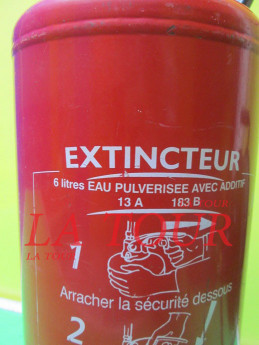 EXTINCTEUR
6 litres EAU PULVERISEE AVEC ADDITIF
13 A 183 B
LA TOUR
1
Arracher la sécurité dessous
2